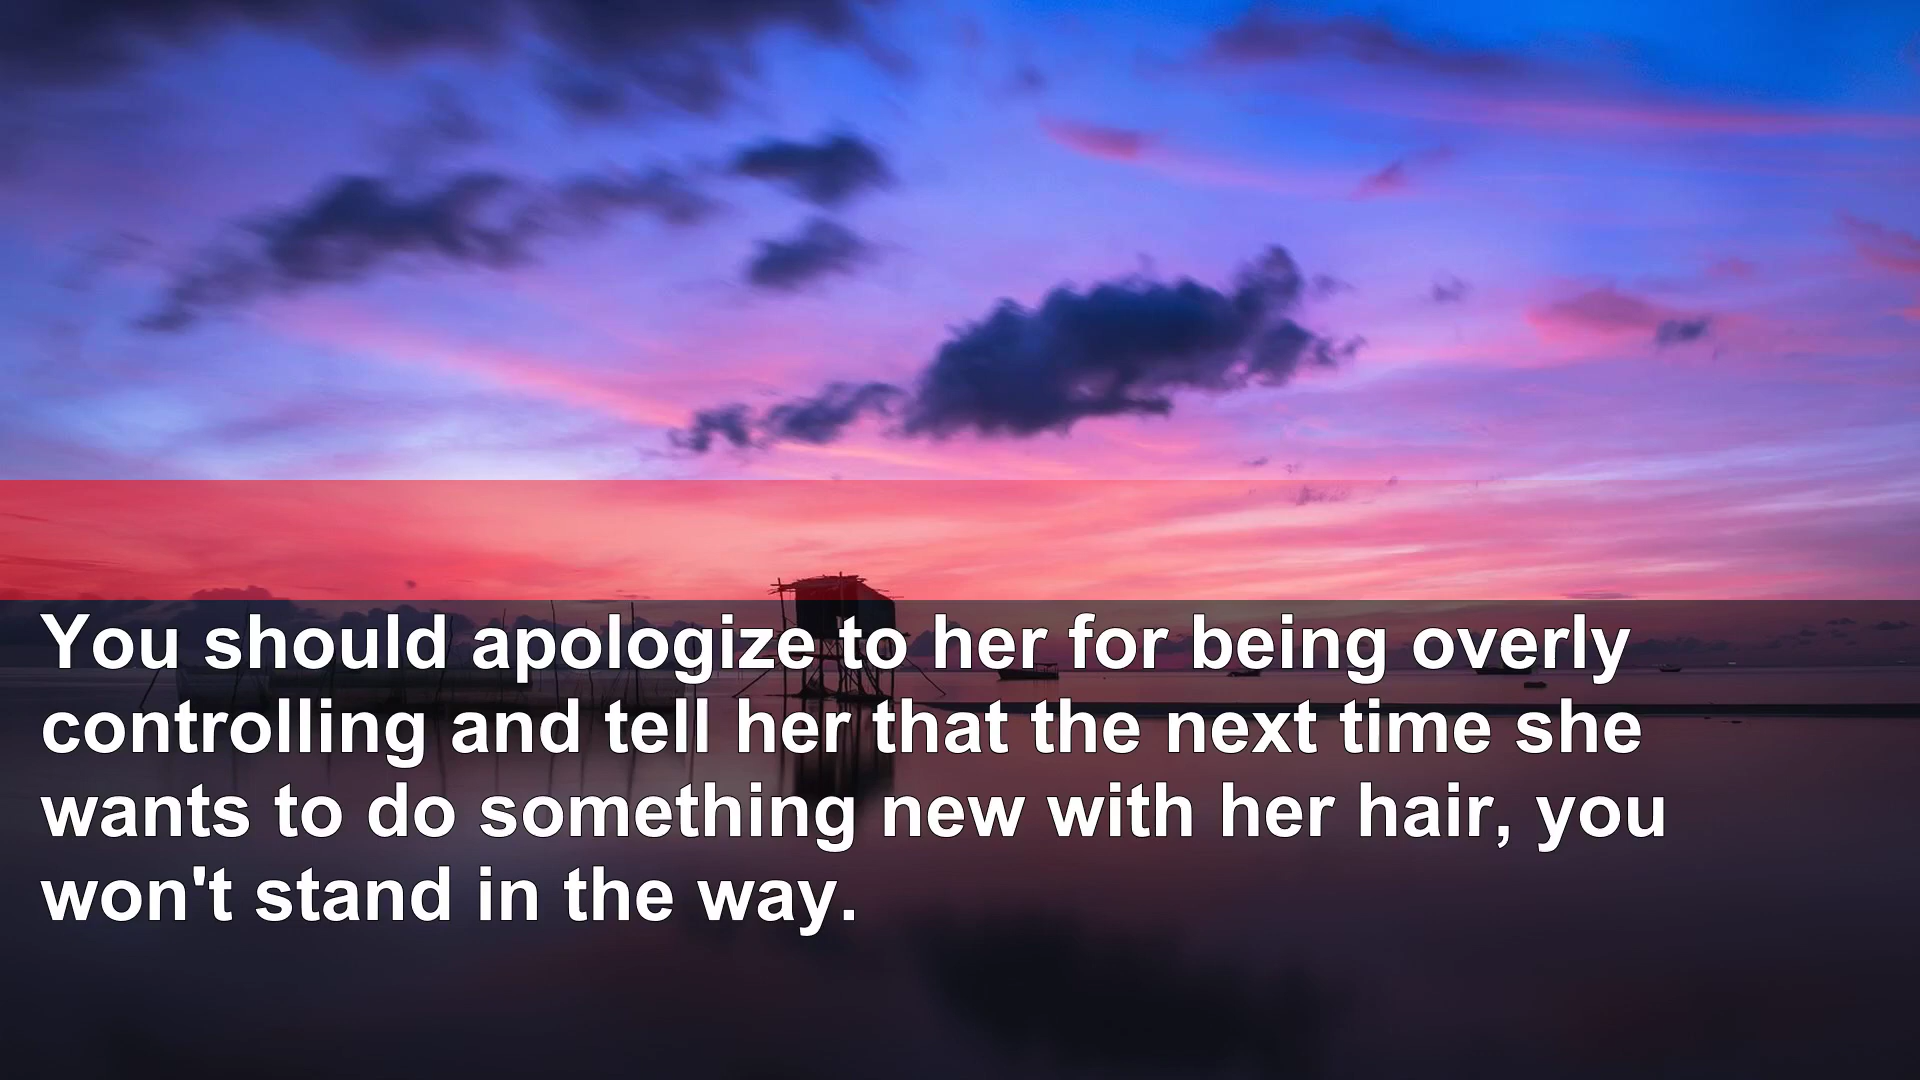 You should apologize to her for being overly
controlling and tell her that the next time she
wants to do something new with her hair, you
won't stand in the way.